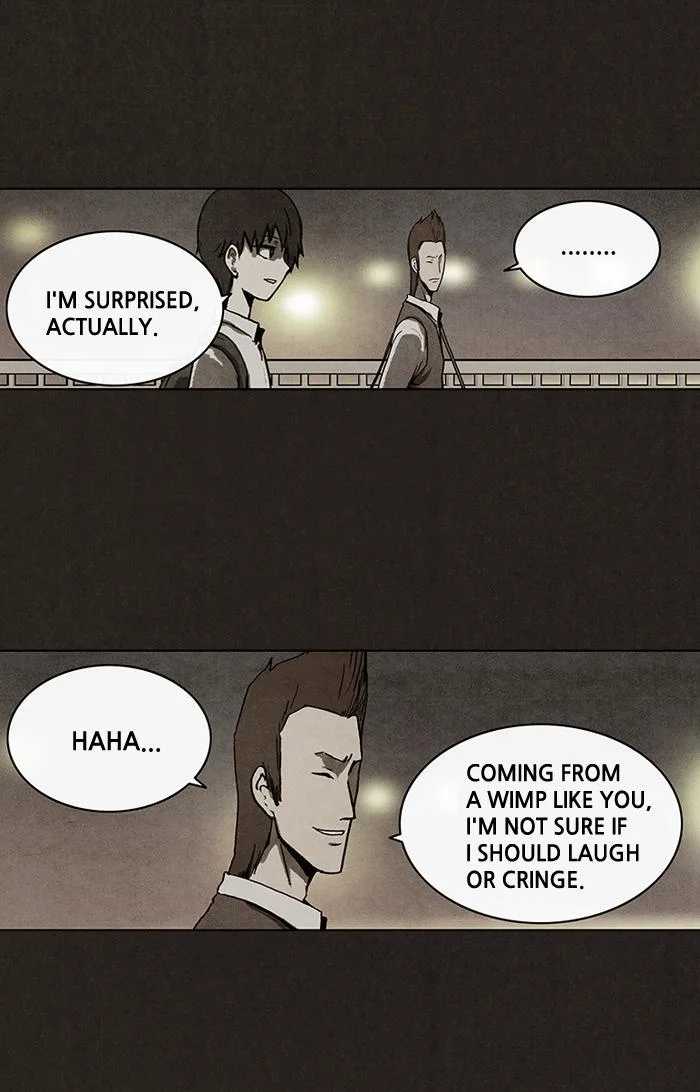 I'M SURPRISED,
ACTUALLY.
........
HAHA...
COMING FROM
A WIMP LIKE YOU,
I'M NOT SURE IF
I SHOULD LAUGH
OR CRINGE.